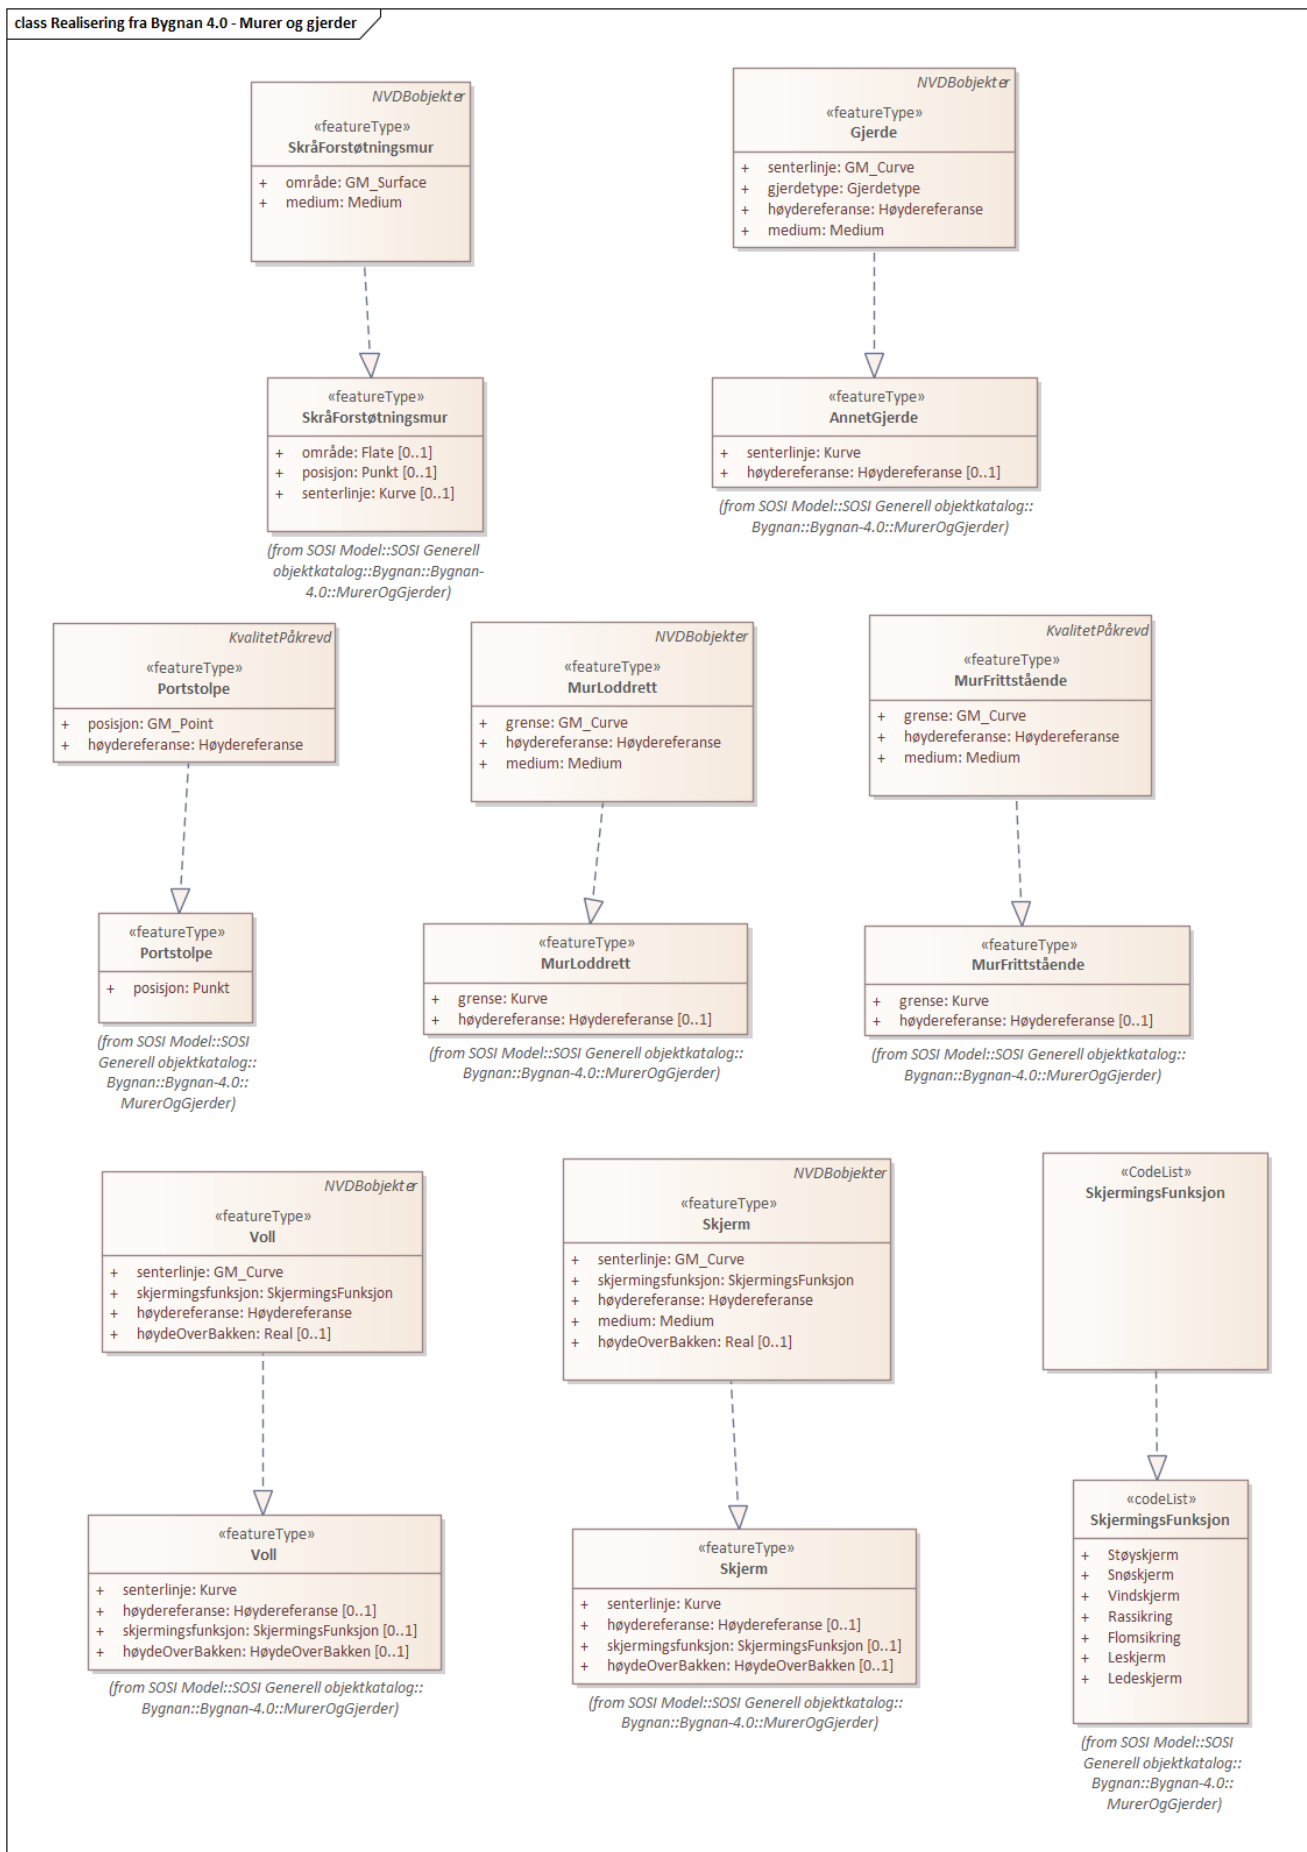 class Realisering fra Bygnan 4.0 - Murer og gjerder
NVDBobjekter
«featureType»
SkråForstøtningsmur
+ område: GM_Surface
+ medium: Medium
NVDBobjekter
«featureType»
Gjerde
+ senterlinje: GM_Curve
+ gjerdetype: Gjerdetype
+ høydereferanse: Høydereferanse
+ medium: Medium
«featureType»
SkråForstøtningsmur
+ område: Flate [0..1]
+ posisjon: Punkt [0..1]
+ senterlinje: Kurve [0..1]
(from SOSI Model::SOSI Generell
objektkatalog::Bygnan::Bygnan-
4.0::MurerOgGjerder)
«featureType»
AnnetGjerde
+ senterlinje: Kurve
+ høydereferanse: Høydereferanse [0..1]
(from SOSI Model::SOSI Generell objektkatalog::
Bygnan::Bygnan-4.0::MurerOgGjerder)
KvalitetPåkrevd
«featureType»
Portstolpe
+ posisjon: GM_Point
+ høydereferanse: Høydereferanse
NVDBobjekter
«featureType»
MurLoddrett
+ grense: GM_Curve
+ høydereferanse: Høydereferanse
+ medium: Medium
KvalitetPåkrevd
«featureType»
MurFrittstående
+ grense: GM_Curve
+ høydereferanse: Høydereferanse
+ medium: Medium
«featureType»
Portstolpe
+ posisjon: Punkt
(from SOSI Model::SOSI
Generell objektkatalog::
Bygnan::Bygnan-4.0::
MurerOgGjerder)
«featureType»
MurLoddrett
+ grense: Kurve
+ høydereferanse: Høydereferanse [0..1]
(from SOSI Model::SOSI Generell objektkatalog::
Bygnan::Bygnan-4.0::MurerOgGjerder)
«featureType»
MurFrittstående
+ grense: Kurve
+ høydereferanse: Høydereferanse [0..1]
(from SOSI Model::SOSI Generell objektkatalog::
Bygnan::Bygnan-4.0::MurerOgGjerder)
NVDBobjekter
«featureType»
Voll
+ senterlinje: GM_Curve
+ skjermingsfunksjon: SkjermingsFunksjon
+ høydereferanse: Høydereferanse
+ høydeOverBakken: Real [0..1]
NVDBobjekter
«featureType»
Skjerm
+ senterlinje: GM_Curve
+ skjermingsfunksjon: SkjermingsFunksjon
+ høydereferanse: Høydereferanse
+ medium: Medium
+ høydeOverBakken: Real [0..1]
«CodeList»
SkjermingsFunksjon
«featureType»
Voll
+ senterlinje: Kurve
+ høydereferanse: Høydereferanse [0..1]
+ skjermingsfunksjon: SkjermingsFunksjon [0..1]
+ høydeOverBakken: HøydeOverBakken [0..1]
(from SOSI Model::SOSI Generell objektkatalog::
Bygnan::Bygnan-4.0::MurerOgGjerder)
«featureType»
Skjerm
+ senterlinje: Kurve
+ høydereferanse: Høydereferanse [0..1]
+ skjermingsfunksjon: SkjermingsFunksjon [0..1]
+ høydeOverBakken: HøydeOverBakken [0..1]
(from SOSI Model::SOSI Generell objektkatalog::
Bygnan::Bygnan-4.0::MurerOgGjerder)
«codeList»
SkjermingsFunksjon
+ Støyskjerm
+ Snøskjerm
+ Vindskjerm
+ Rassikring
+ Flomsikring
+ Leskjerm
+ Ledeskjerm
(from SOSI Model::SOSI
Generell objektkatalog::
Bygnan::Bygnan-4.0::
MurerOgGjerder)